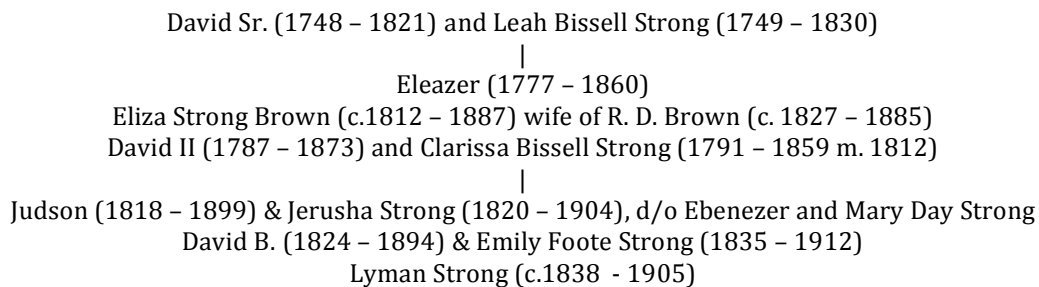 David Sr. (1748 – 1821) and Leah Bissell Strong (1749 – 1830)
|
Eleazer (1777 – 1860)
Eliza Strong Brown (c.1812 – 1887) wife of R. D. Brown (c. 1827 – 1885)
David II (1787 – 1873) and Clarissa Bissell Strong (1791 – 1859 m. 1812)
|
Judson (1818 – 1899) & Jerusha Strong (1820 – 1904), d/o Ebenezer and Mary Day Strong
David B. (1824 – 1894) & Emily Foote Strong (1835 – 1912)
Lyman Strong (c.1838 - 1905)